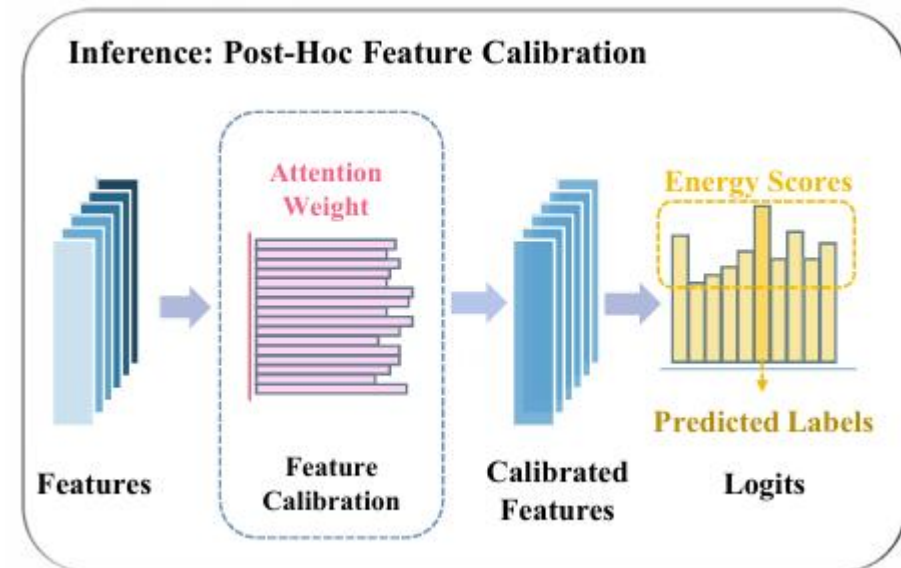 Inference: Post-Hoc Feature Calibration
Attention
Weight
Energy Scores
Predicted Labels
Features
Feature
Calibration
Calibrated
Features
Logits